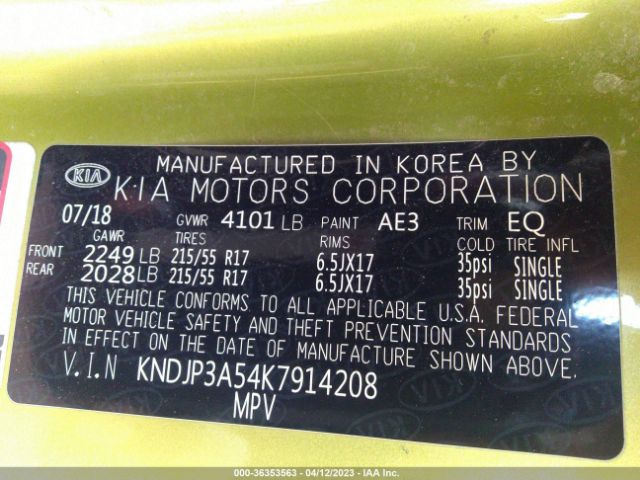 MANUFACTURED IN KOREA BY
KIA KIA MOTORS CORPORATION
07/18 GVWR 4101 LB PAINT AE3 TRIM EQ
GAWR TIRES RIMS COLD TIRE INFL
FRONT 2249 LB 215/55 R17 6.5JX17 35psi SINGLE
REAR 2028 LB 215/55 R17 6.5JX17 35psi SINGLE
THIS VEHICLE CONFORMS TO ALL APPLICABLE U.S.A. FEDERAL
MOTOR VEHICLE SAFETY AND THEFT PREVENTION STANDARDS
IN EFFECT ON THE DATE OF MANUFACTURE SHOWN ABOVE.
V.I.N KNDJP3A54K7914208
MPV
000-36353563 - 04/12/2023 - IAA Inc.